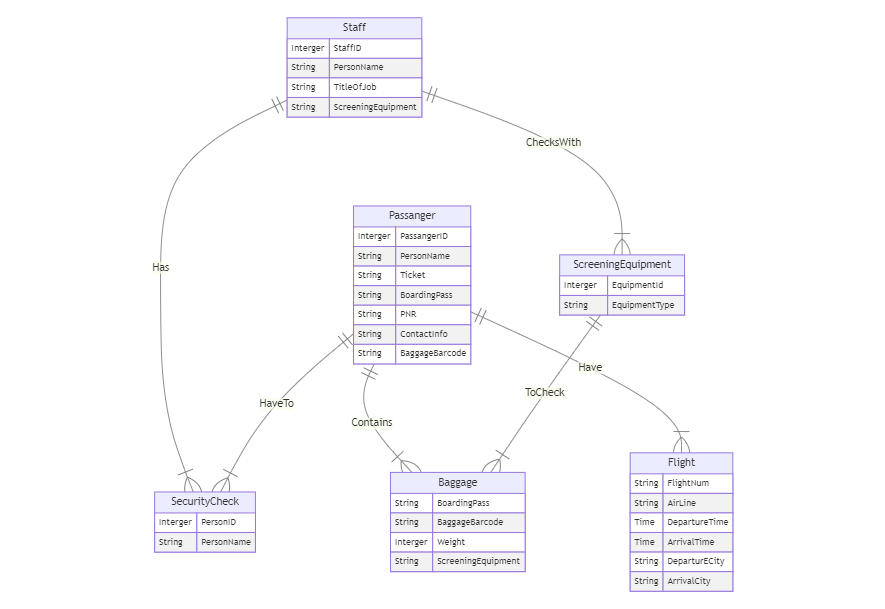 Staff
Interger StaffID
String PersonName
String TitleOfJob
String ScreeningEquipment
ChecksWith
Passanger
Interger PassangerID
String PersonName
String Ticket
String BoardingPass
String PNR
String ContactInfo
String BaggageBarcode
ScreeningEquipment
Interger EquipmentId
String EquipmentType
Has
Have
ToCheck
HaveTo
Contains
Flight
String FlightNum
String AirLine
Time DepartureTime
Time ArrivalTime
String DeparturECity
String ArrivalCity
Baggage
String BoardingPass
String BaggageBarcode
Interger Weight
String ScreeningEquipment
SecurityCheck
Interger PersonID
String PersonName